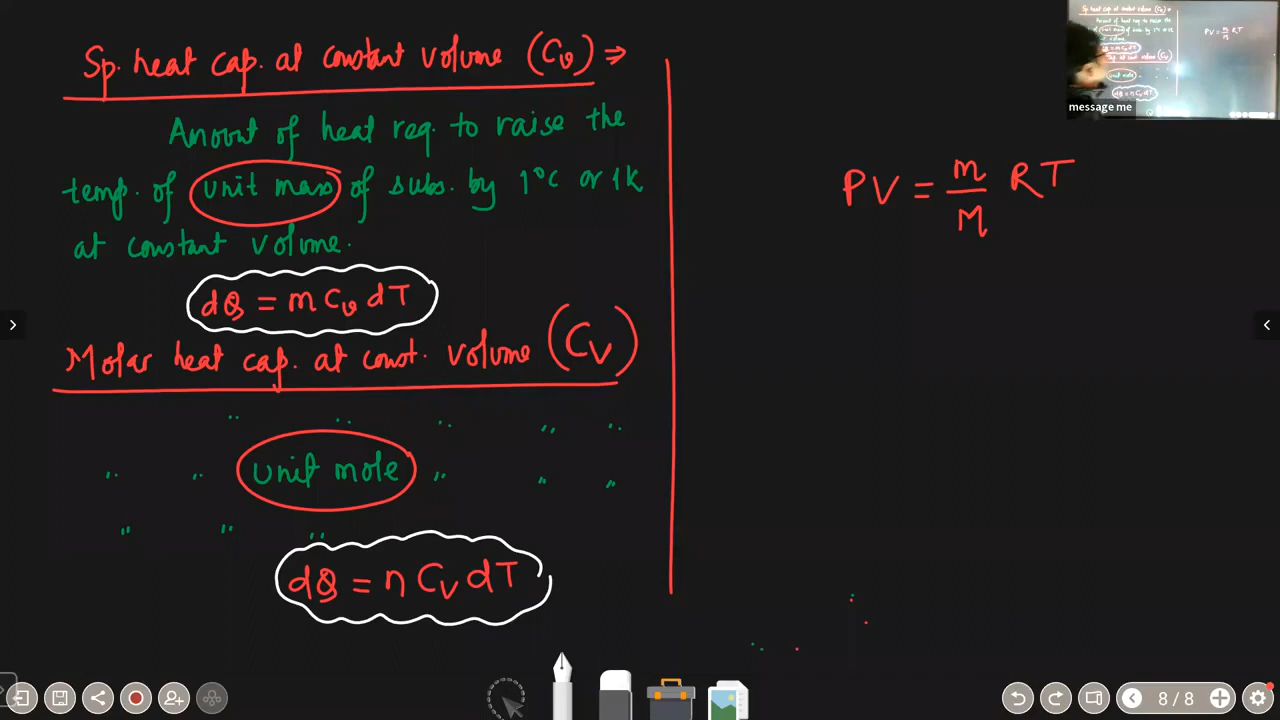 Sp. heat cap. at constant volume (Cv) ⇒
Amount of heat req. to raise the
temp. of unit mass of subs. by 1°C or 1K
at constant volume.
dQ = m Cv dT
Molar heat cap. at const. volume (Cv)
" " " " "
" " unit mole " " "
" " "
dQ = n Cv dT
PV = m/M RT
message me
8/8